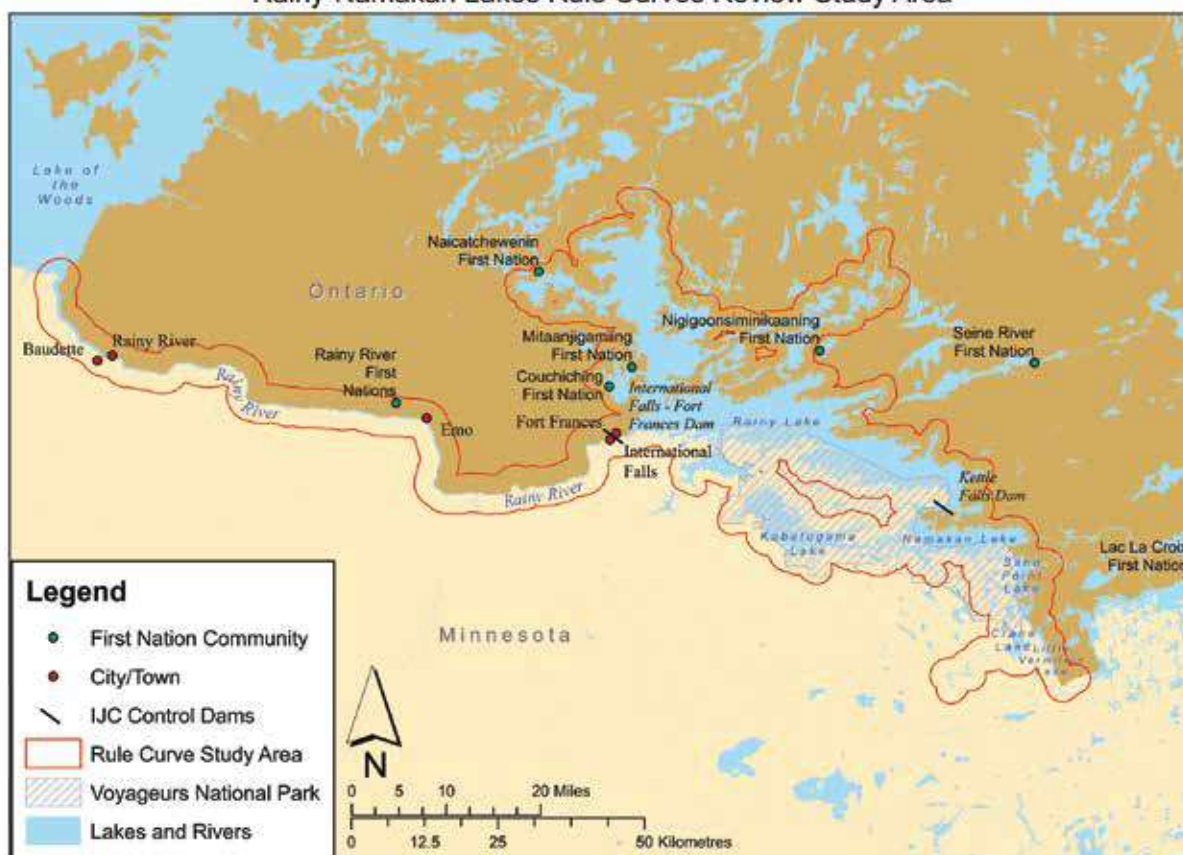 Rainy-Namakan Lakes Rule Curves Review Study Area
Lake of
the
Woods
Naicatchewenin
First Nation
Ontario
Nigigoonsiminikaaning
First Nation
Seine River
First Nation
Mitaanjigaming
First Nation
Baudette
Rainy River
Rainy River
First
Nations
Couchiching
First Nation
International
Falls - Fort
Frances Dam
Rainy River
Emo
Fort Frances
International
Falls
Rainy Lake
Rainy River
Kettle
Falls Dam
Kabetogama
Lake
Namakan Lake
Sand
Point
Lake
Lac La Croix
First Nation
Minnesota
Little
Legend
First Nation Community
City/Town
IJC Control Dams
Rule Curve Study Area
Voyageurs National Park
Lakes and Rivers
N
0 5 10 20 Miles
0 12.5 25 50 Kilometres